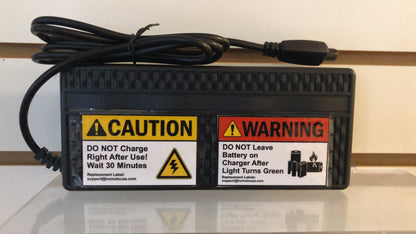 CAUTION
DO NOT Charge
Right After Use!
Wait 30 Minutes
Replacement Label:
WARNING
DO NOT Leave
Battery on
Charger After
Light Turns Green
Replacement Labels: